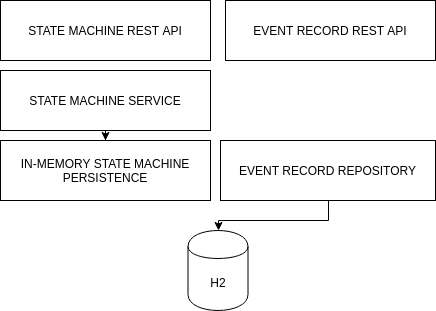 STATE MACHINE REST API
EVENT RECORD REST API
STATE MACHINE SERVICE
IN-MEMORY STATE MACHINE
PERSISTENCE
EVENT RECORD REPOSITORY
H2